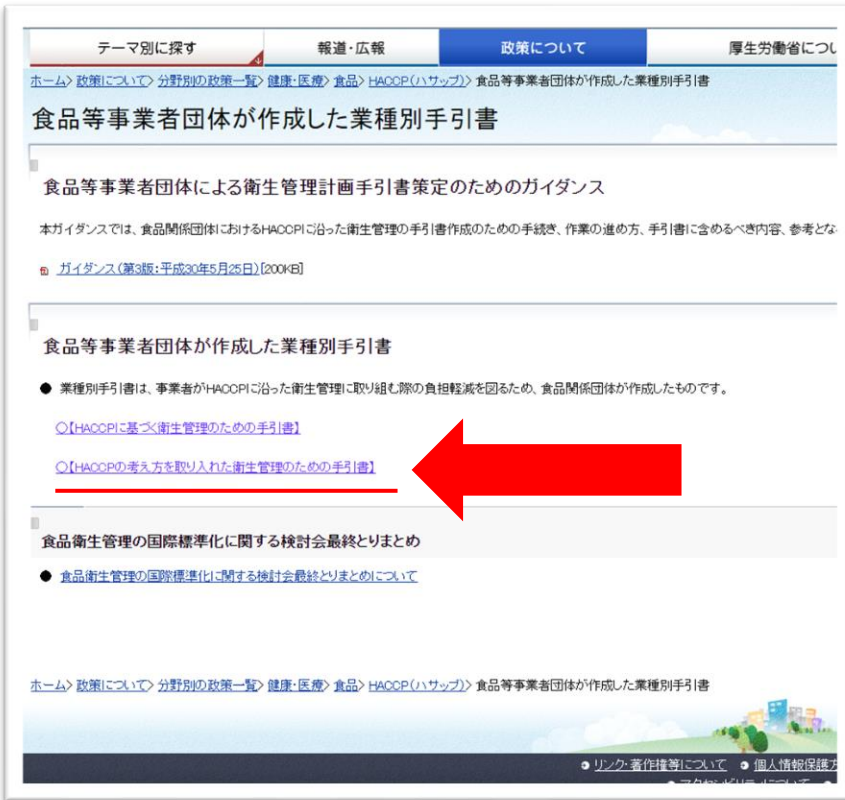 テーマ別に探す 報道・広報 政策について 厚生労働省につい
ホーム> 政策について> 分野別の政策一覧> 健康・医療> 食品> HACCP(ハサップ)> 食品等事業者団体が作成した業種別手引書
食品等事業者団体が作成した業種別手引書
食品等事業者団体による衛生管理計画手引書策定のためのガイダンス
本ガイダンスでは、食品関係団体におけるHACCPに沿った衛生管理の手引書作成のための手続き、作業の進め方、手引書に含めるべき内容、参考とな
ガイダンス(第3版:平成30年5月25日)[200KB]
食品等事業者団体が作成した業種別手引書
● 業種別手引書は、事業者がHACCPに沿った衛生管理に取り組む際の負担軽減を図るため、食品関係団体が作成したものです。
○【HACCPに基づく衛生管理のための手引書】
○【HACCPの考え方を取り入れた衛生管理のための手引書】
食品衛生管理の国際標準化に関する検討会最終とりまとめ
● 食品衛生管理の国際標準化に関する検討会最終とりまとめについて
ホーム> 政策について> 分野別の政策一覧> 健康・医療> 食品> HACCP(ハサップ)> 食品等事業者団体が作成した業種別手引書
リンク・著作権等について 個人情報保護方